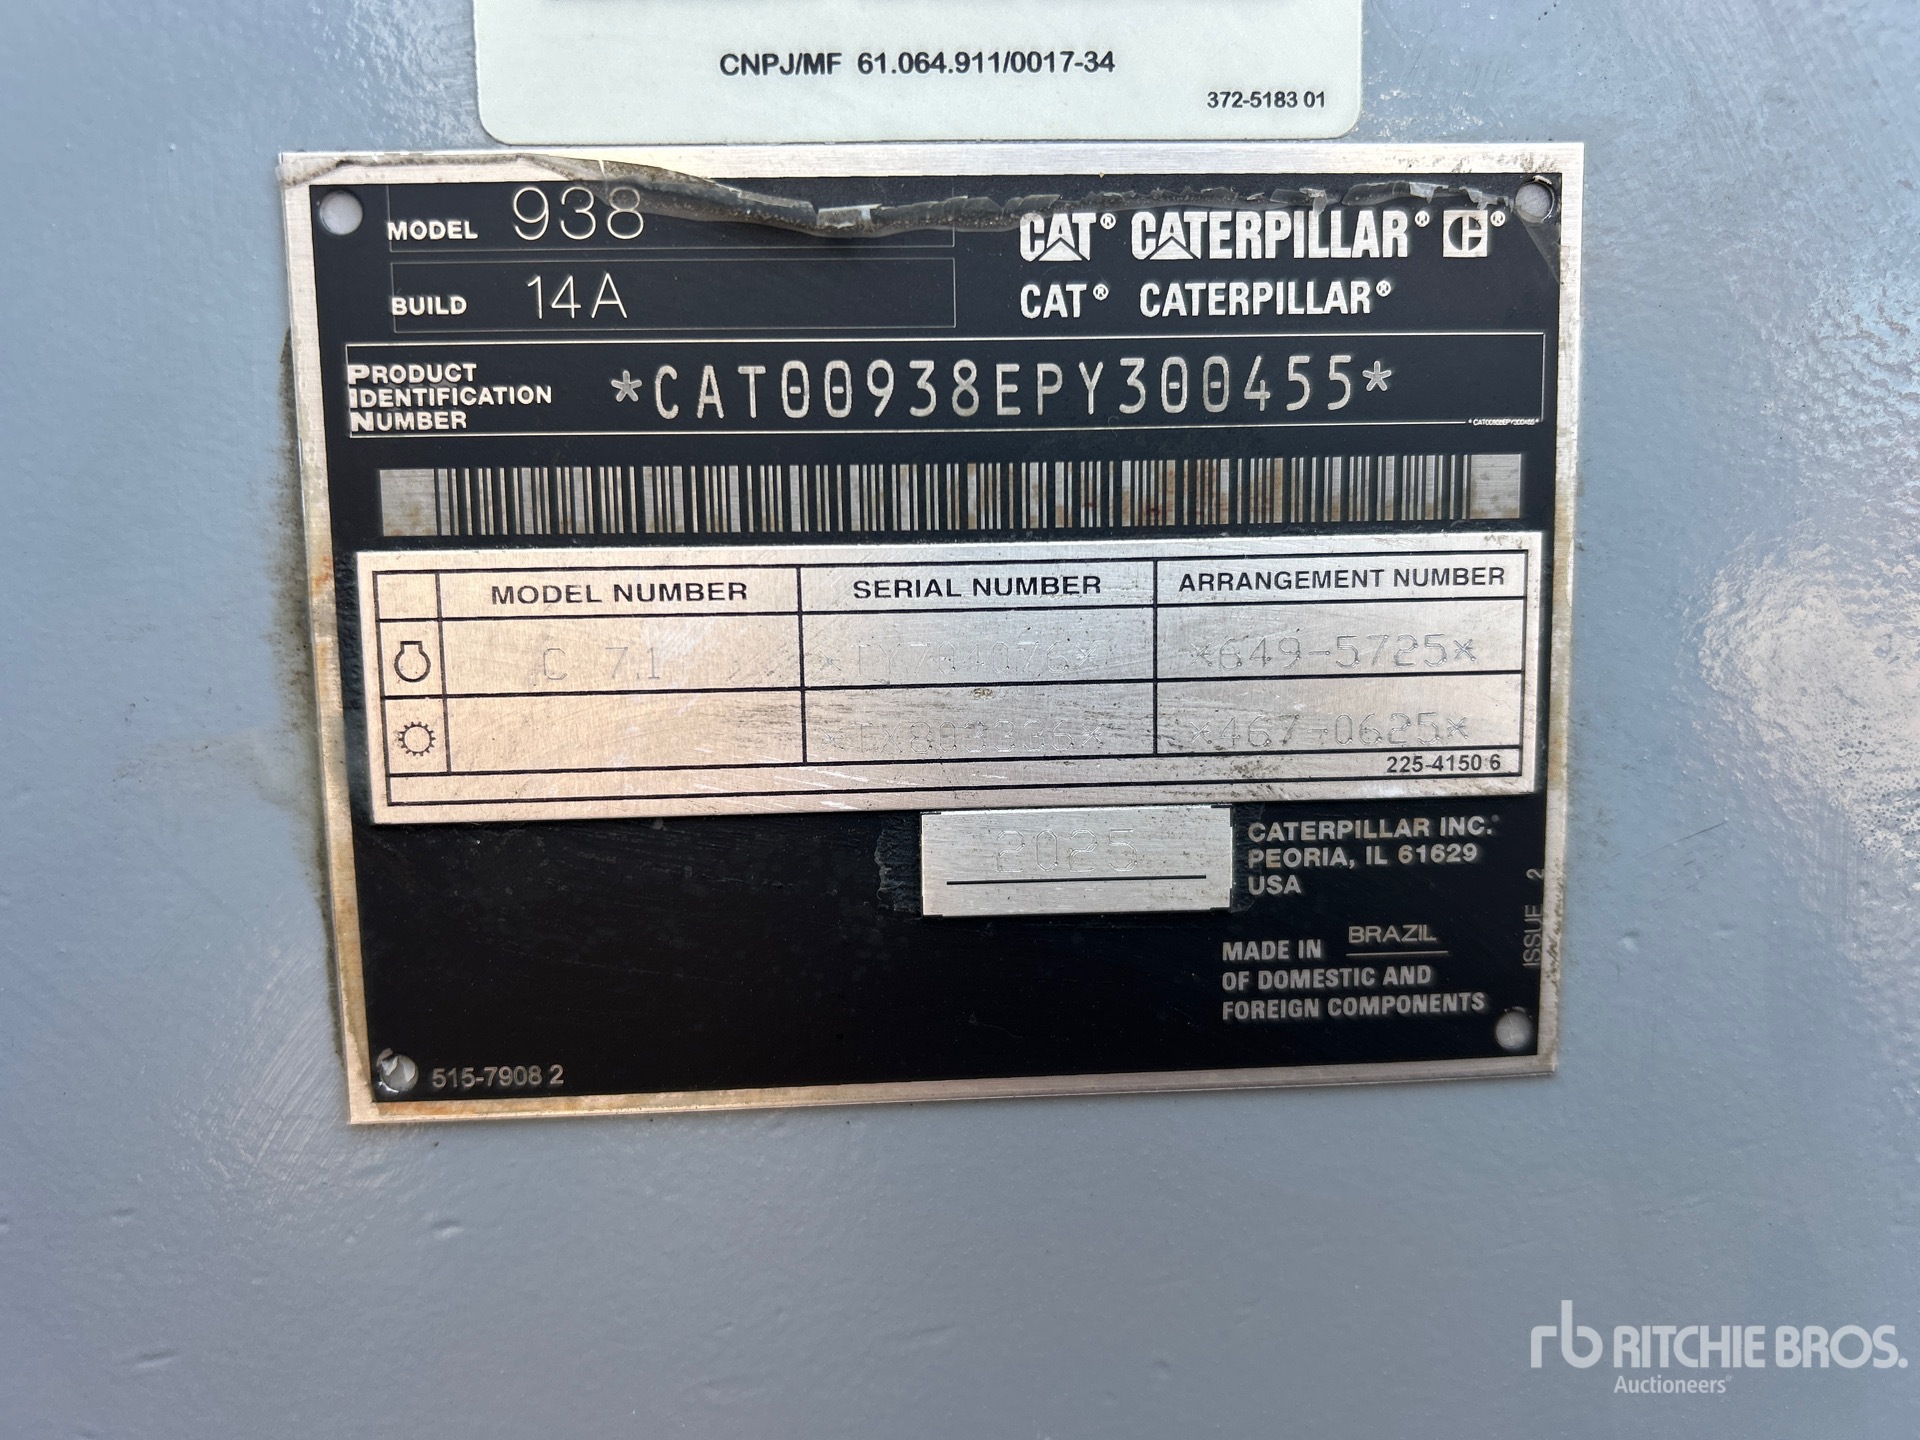 CNPJ/MF 61.064.911/0017-34
372-5183 01
MODEL 938
CAT® CATERPILLAR® ®
BUILD 14A
CAT® CATERPILLAR®
PRODUCT IDENTIFICATION NUMBER
*CAT00938EPY300455*
*CAT00938EPY300455*
MODEL NUMBER SERIAL NUMBER ARRANGEMENT NUMBER
C 7.1 *649-5725*
*467-0625*
225-4150 6
2025
CATERPILLAR INC.
PEORIA, IL 61629
USA
MADE IN BRAZIL
OF DOMESTIC AND
FOREIGN COMPONENTS
ISSUE 2
515-7908 2
rb RITCHIE BROS.
Auctioneers